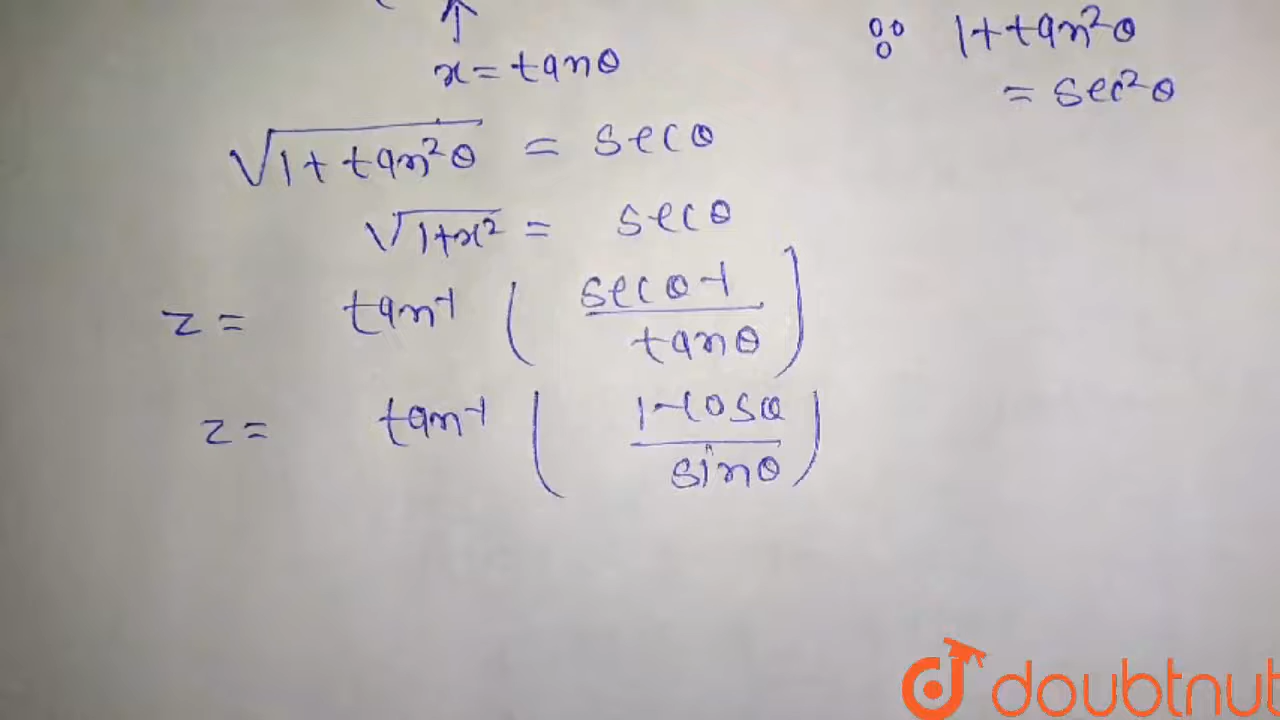 x = tanθ
∵ 1+tan²θ
= sec²θ
√1+tan²θ = secθ
√1+x² = secθ
z = tan⁻¹ ( secθ-1 / tanθ )
z = tan⁻¹ ( 1-cosθ / sinθ )
doubtnut